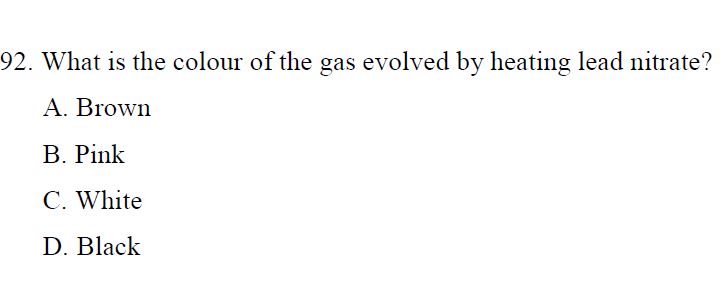 92. What is the colour of the gas evolved by heating lead nitrate?
A. Brown
B. Pink
C. White
D. Black